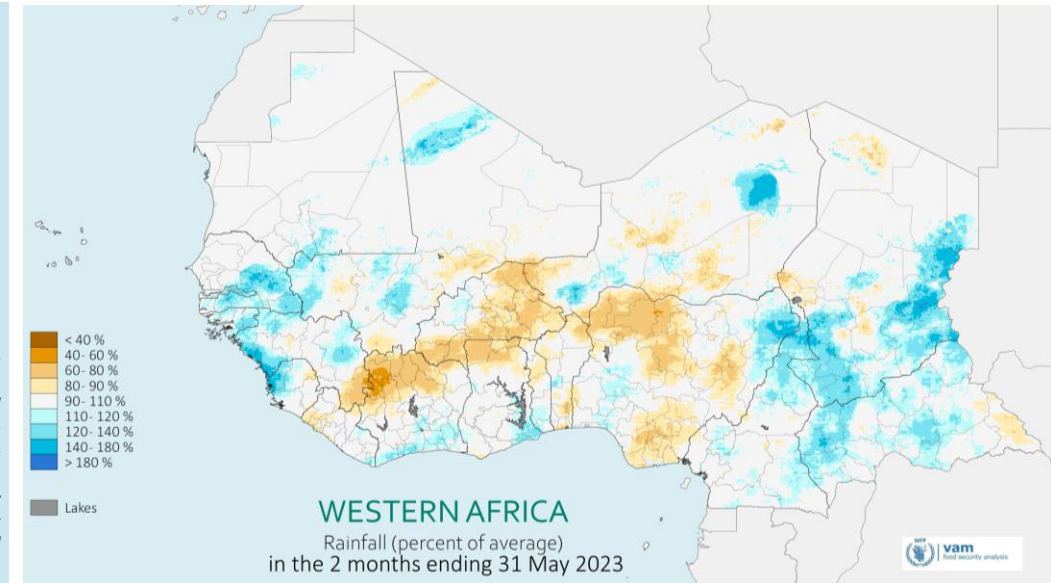 < 40 %
40- 60 %
60- 80 %
80- 90 %
90- 110 %
110- 120 %
120- 140 %
140- 180 %
> 180 %
Lakes
WESTERN AFRICA
Rainfall (percent of average)
in the 2 months ending 31 May 2023
WFP
vam
food security analysis